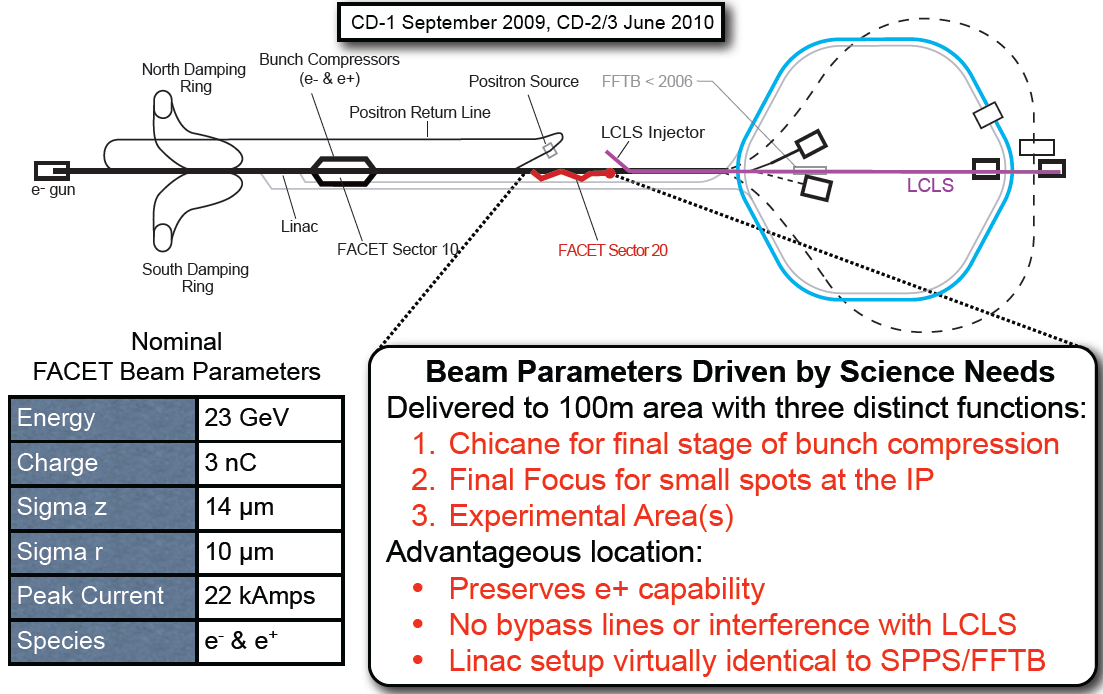 CD-1 September 2009, CD-2/3 June 2010
North Damping
Ring
Bunch Compressors
(e- & e+)
Positron Return Line
Positron Source
FFTB < 2006
LCLS Injector
e- gun
Linac
FACET Sector 10
FACET Sector 20
LCLS
South Damping
Ring
Nominal
FACET Beam Parameters
Energy 23 GeV
Charge 3 nC
Sigma z 14 µm
Sigma r 10 µm
Peak Current 22 kAmps
Species e- & e+
Beam Parameters Driven by Science Needs
Delivered to 100m area with three distinct functions:
1. Chicane for final stage of bunch compression
2. Final Focus for small spots at the IP
3. Experimental Area(s)
Advantageous location:
• Preserves e+ capability
• No bypass lines or interference with LCLS
• Linac setup virtually identical to SPPS/FFTB